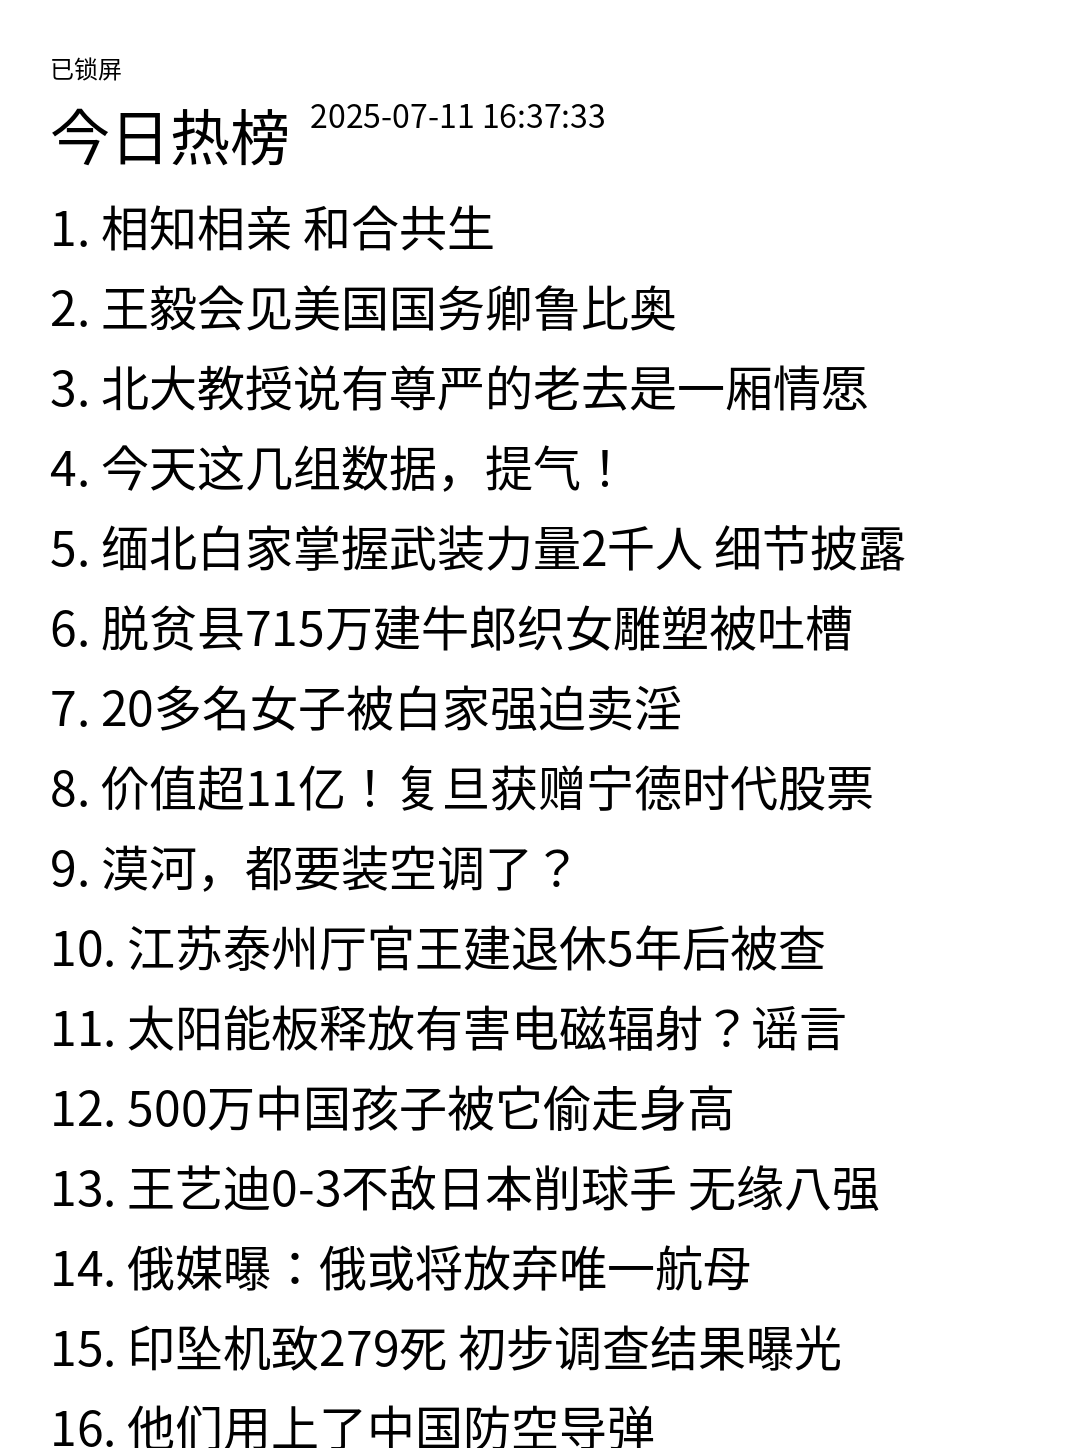 已锁屏
今日热榜 2025-07-11 16:37:33
1. 相知相亲 和合共生
2. 王毅会见美国国务卿鲁比奥
3. 北大教授说有尊严的老去是一厢情愿
4. 今天这几组数据，提气！
5. 缅北白家掌握武装力量2千人 细节披露
6. 脱贫县715万建牛郎织女雕塑被吐槽
7. 20多名女子被白家强迫卖淫
8. 价值超11亿！复旦获赠宁德时代股票
9. 漠河，都要装空调了？
10. 江苏泰州厅官王建退休5年后被查
11. 太阳能板释放有害电磁辐射？谣言
12. 500万中国孩子被它偷走身高
13. 王艺迪0-3不敌日本削球手 无缘八强
14. 俄媒曝：俄或将放弃唯一航母
15. 印坠机致279死 初步调查结果曝光
16. 他们用上了中国防空导弹